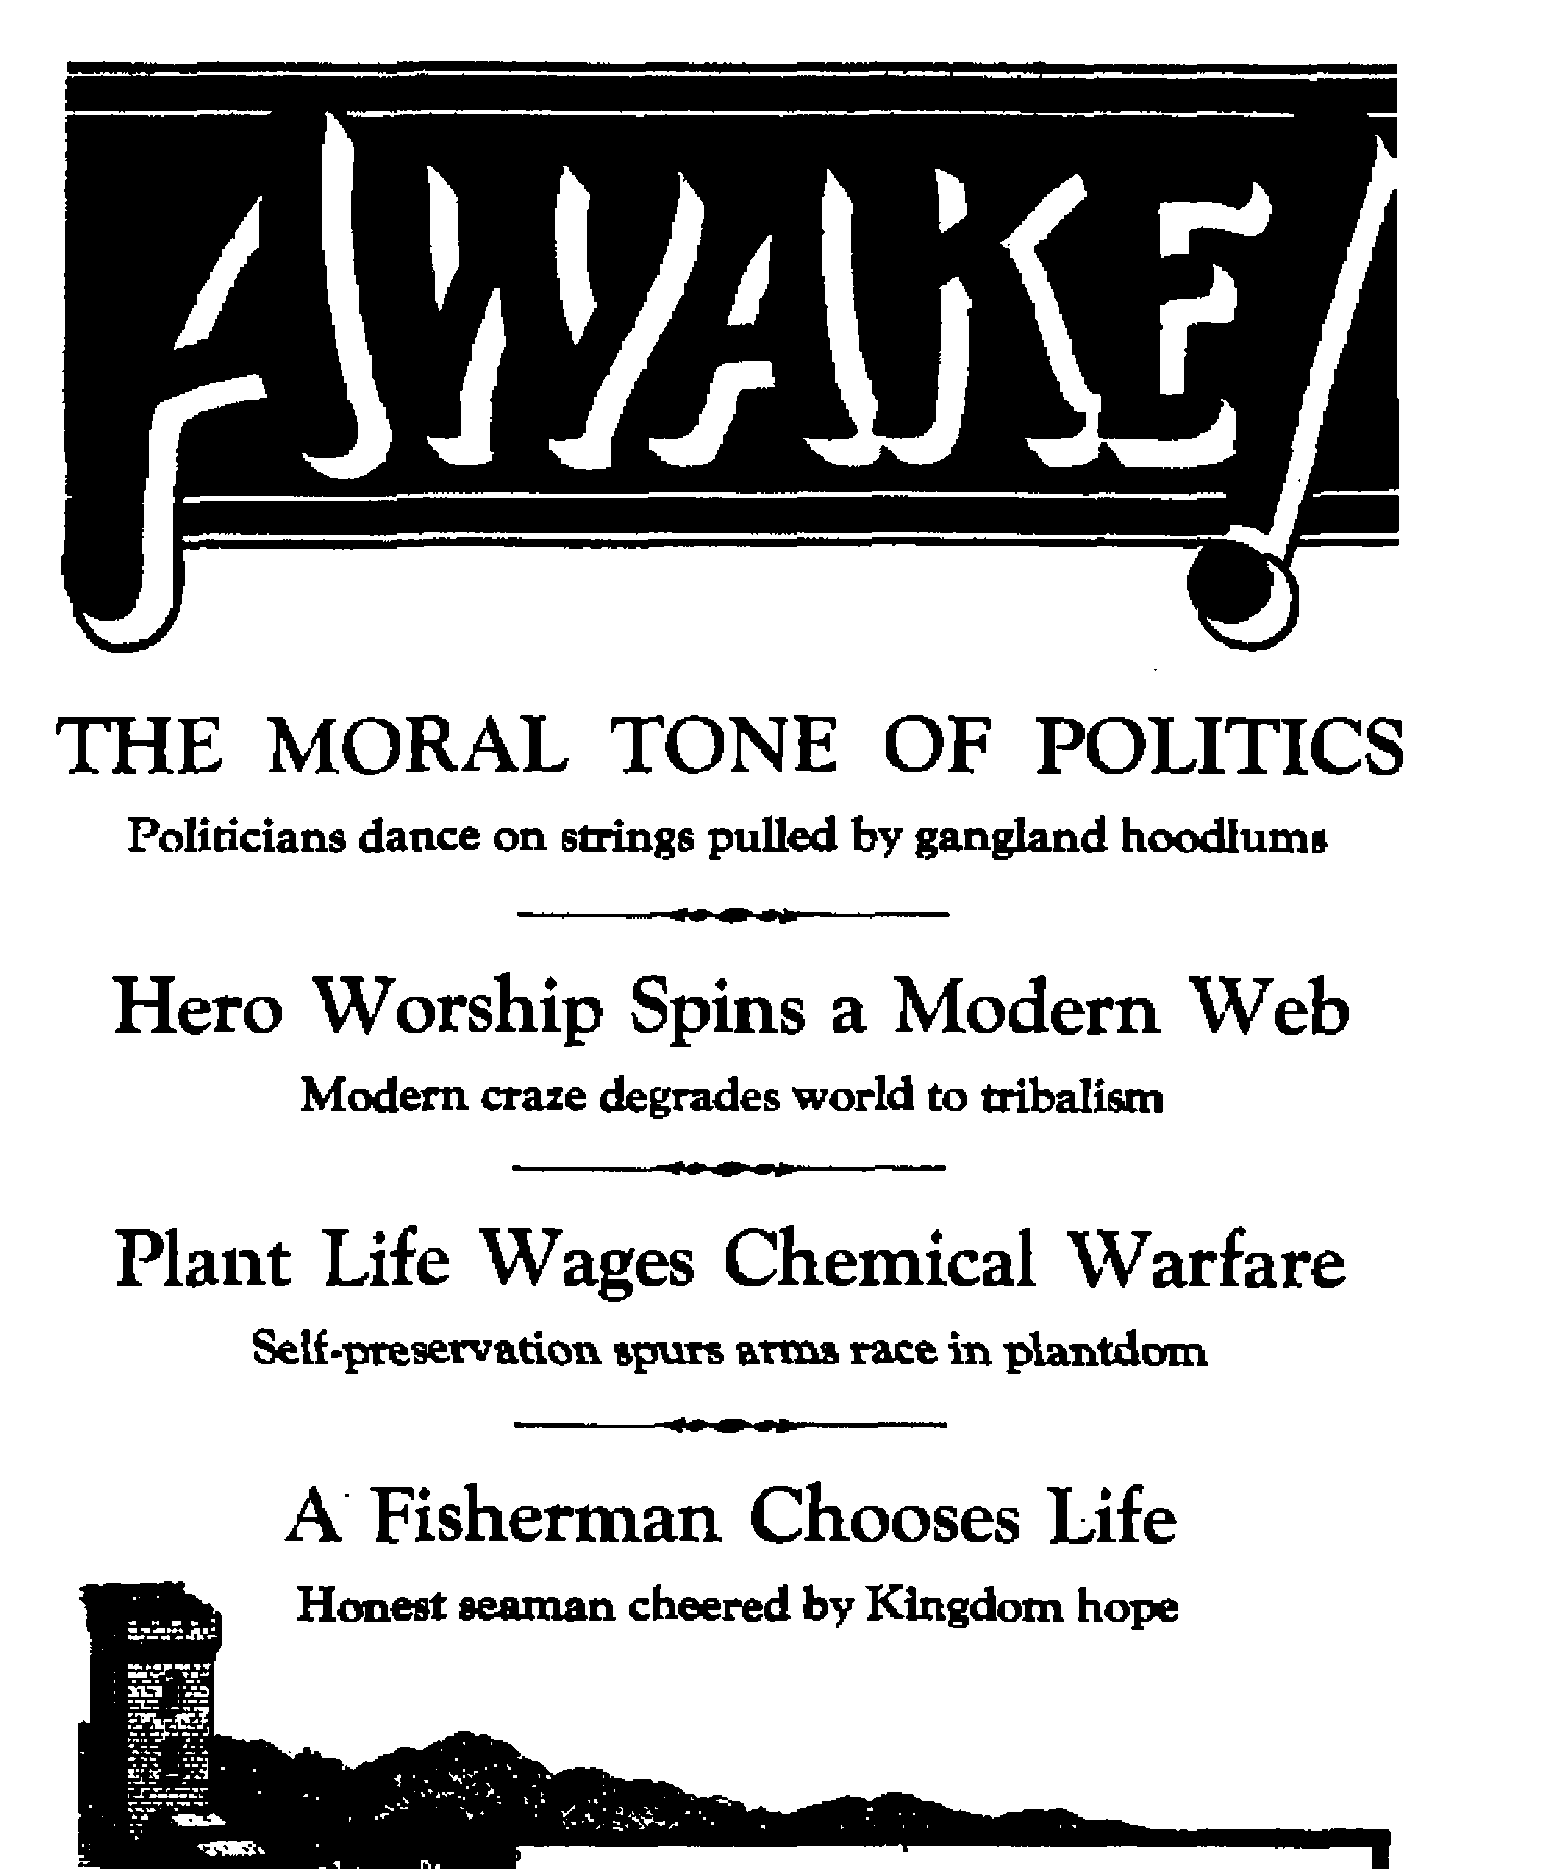 AWAKE!
THE MORAL TONE OF POLITICS
Politicians dance on strings pulled by gangland hoodlums
Hero Worship Spins a Modern Web
Modern craze degrades world to tribalism
Plant Life Wages Chemical Warfare
Self-preservation spurs arms race in plantdom
A Fisherman Chooses Life
Honest seaman cheered by Kingdom hope